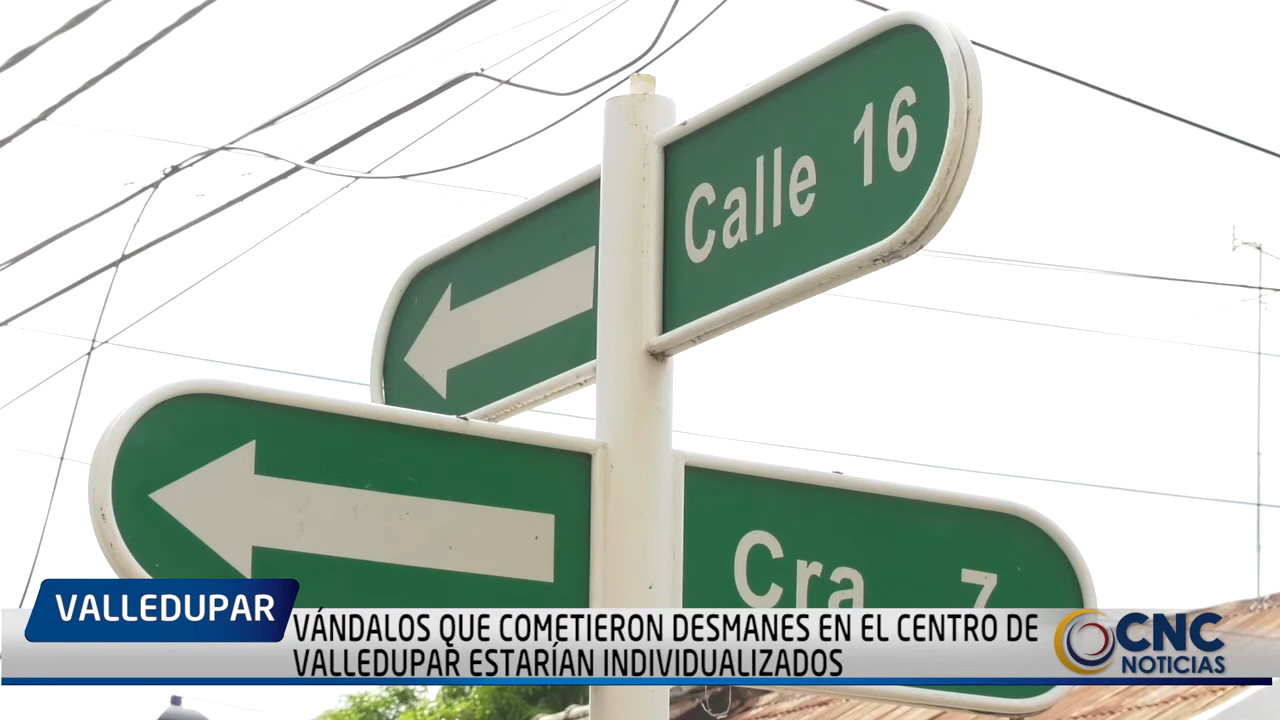 Calle 16
Cra 7
VALLEDUPAR
VÁNDALOS QUE COMETIERON DESMANES EN EL CENTRO DE
VALLEDUPAR ESTARÍAN INDIVIDUALIZADOS
CNC
NOTICIAS